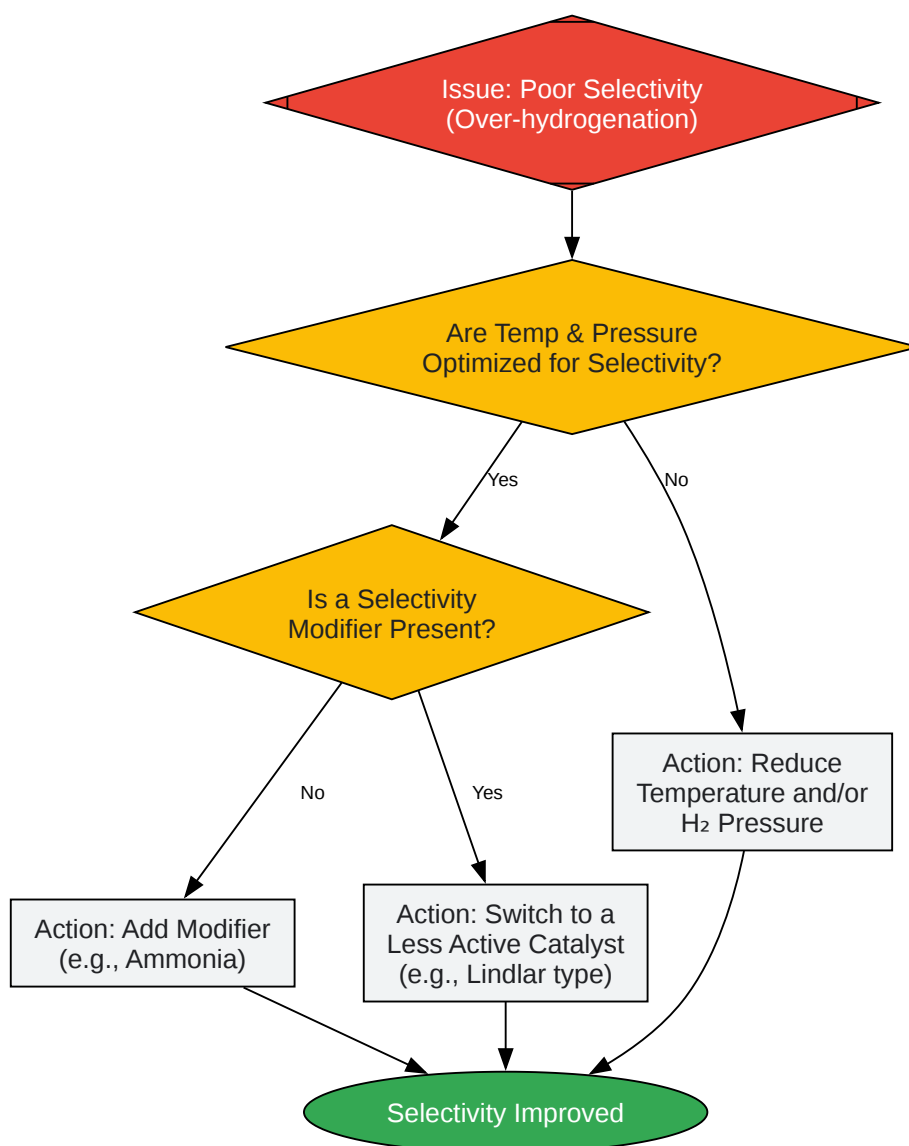 Issue: Poor Selectivity
(Over-hydrogenation)
Are Temp & Pressure
Optimized for Selectivity?
Yes
No
Is a Selectivity
Modifier Present?
No
Yes
Action: Reduce
Temperature and/or
H₂ Pressure
Action: Add Modifier
(e.g., Ammonia)
Action: Switch to a
Less Active Catalyst
(e.g., Lindlar type)
Selectivity Improved